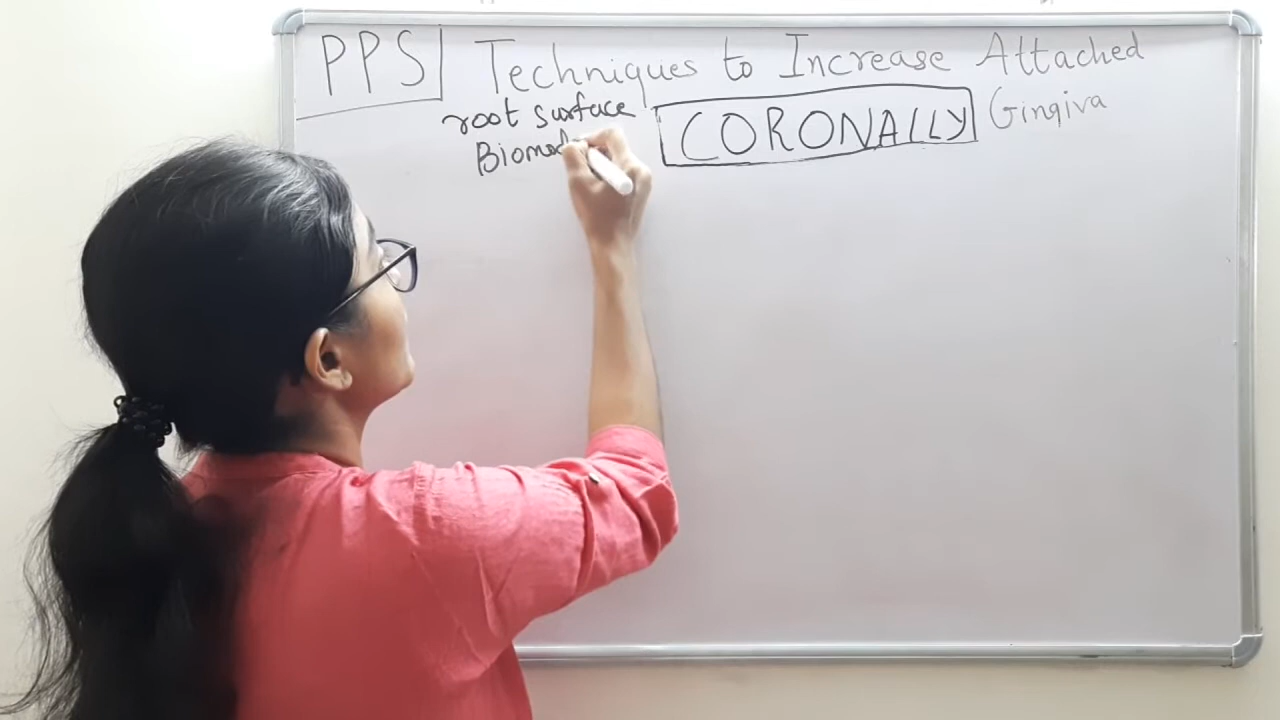 PPS Techniques to Increase Attached
CORONALLY Gingiva
root surface